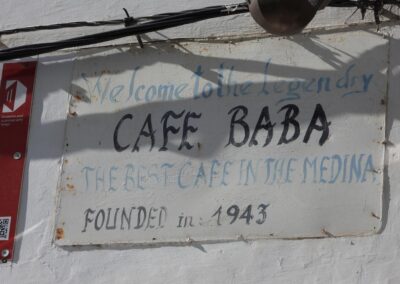 Welcome to the legendry
CAFE BABA
THE BEST CAFE IN THE MEDINA
FOUNDED in: 1943